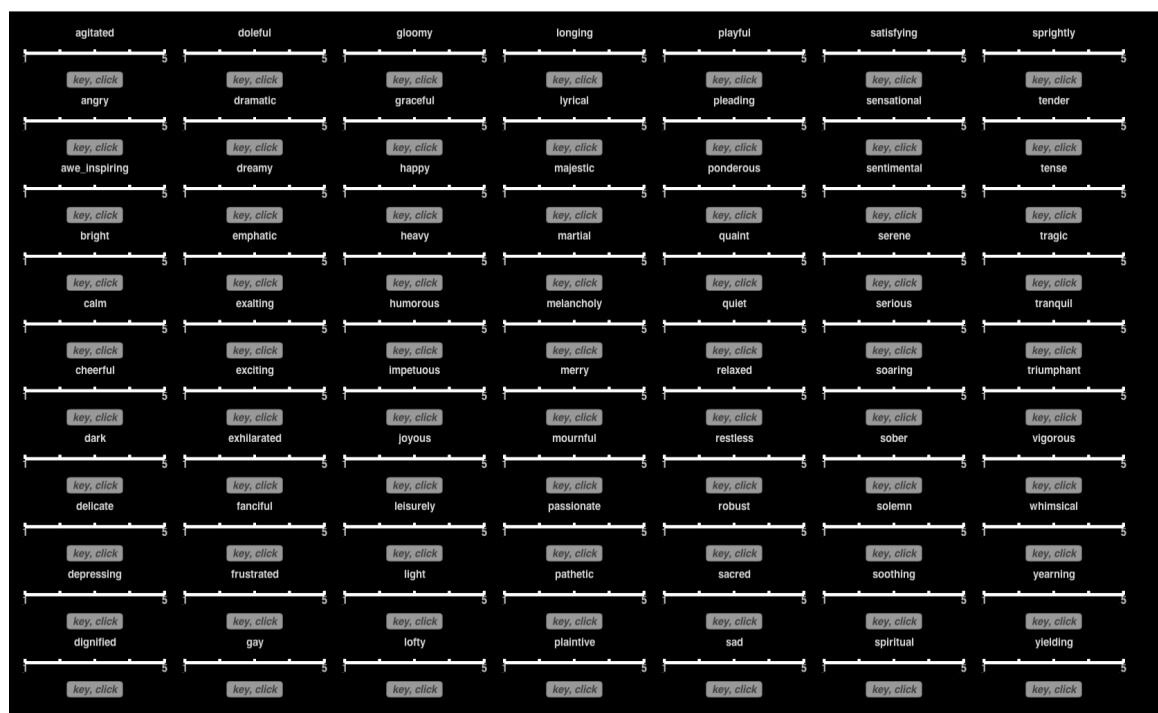 agitated doleful gloomy longing playful satisfying sprightly
1 5 1 5 1 5 1 5 1 5 1 5 1 5
key, click key, click key, click key, click key, click key, click key, click
angry dramatic graceful lyrical pleading sensational tender
1 5 1 5 1 5 1 5 1 5 1 5 1 5
key, click key, click key, click key, click key, click key, click key, click
awe_inspiring dreamy happy majestic ponderous sentimental tense
1 5 1 5 1 5 1 5 1 5 1 5 1 5
key, click key, click key, click key, click key, click key, click key, click
bright emphatic heavy martial quaint serene tragic
1 5 1 5 1 5 1 5 1 5 1 5 1 5
key, click key, click key, click key, click key, click key, click key, click
calm exalting humorous melancholy quiet serious tranquil
1 5 1 5 1 5 1 5 1 5 1 5 1 5
key, click key, click key, click key, click key, click key, click key, click
cheerful exciting impetuous merry relaxed soaring triumphant
1 5 1 5 1 5 1 5 1 5 1 5 1 5
key, click key, click key, click key, click key, click key, click key, click
dark exhilarated joyous mournful restless sober vigorous
1 5 1 5 1 5 1 5 1 5 1 5 1 5
key, click key, click key, click key, click key, click key, click key, click
delicate fanciful leisurely passionate robust solemn whimsical
1 5 1 5 1 5 1 5 1 5 1 5 1 5
key, click key, click key, click key, click key, click key, click key, click
depressing frustrated light pathetic sacred soothing yearning
1 5 1 5 1 5 1 5 1 5 1 5 1 5
key, click key, click key, click key, click key, click key, click key, click
dignified gay lofty plaintive sad spiritual yielding
1 5 1 5 1 5 1 5 1 5 1 5 1 5
key, click key, click key, click key, click key, click key, click key, click